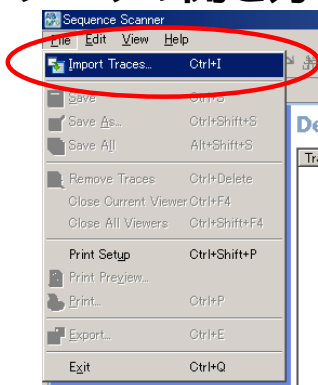 Sequence Scanner
File Edit View Help
Import Traces... Ctrl+I
Save Ctrl+S
Save As... Ctrl+Shift+S
Save All Alt+Shift+S
Remove Traces Ctrl+Delete
Close Current Viewer Ctrl+F4
Close All Viewers Ctrl+Shift+F4
Print Setup Ctrl+Shift+P
Print Preview...
Print... Ctrl+P
Export... Ctrl+E
Exit Ctrl+Q